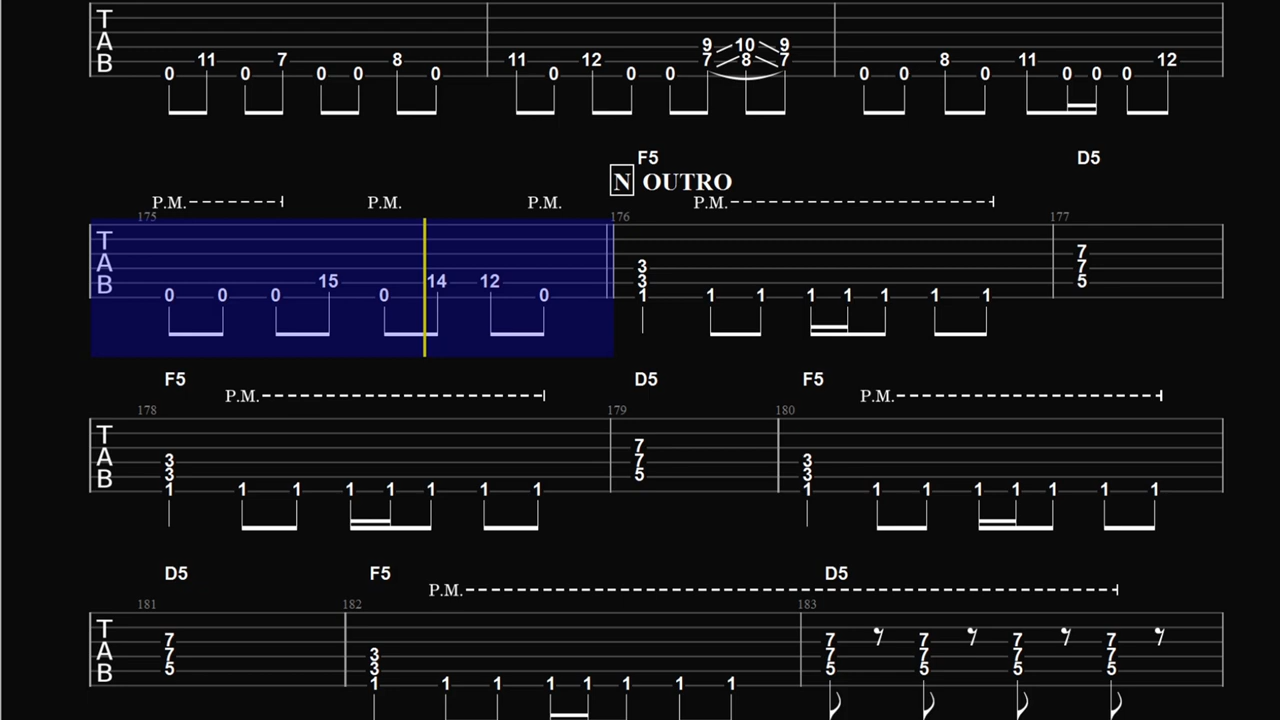 9 10 9
11 7 8 11 12 7 8 7 8 11 12
0 0 0 0 0 0 0 0 0 0 0 0 0 0
T A B
F5 D5
N OUTRO
P.M. P.M. P.M. P.M.
175 176 177
7
3 7
15 14 12 3 5
0 0 0 0 0 1 1 1 1 1 1 1 1
T A B
F5 D5 F5
P.M. P.M.
178 179 180
7
3 7 3
3 5 3
1 1 1 1 1 1 1 1 1 1 1 1 1 1 1 1
T A B
D5 F5 D5
P.M.
181 182 183
7 7 7 7 7
7 3 7 7 7 7
5 3 5 5 5 5
1 1 1 1 1 1 1 1
T A B